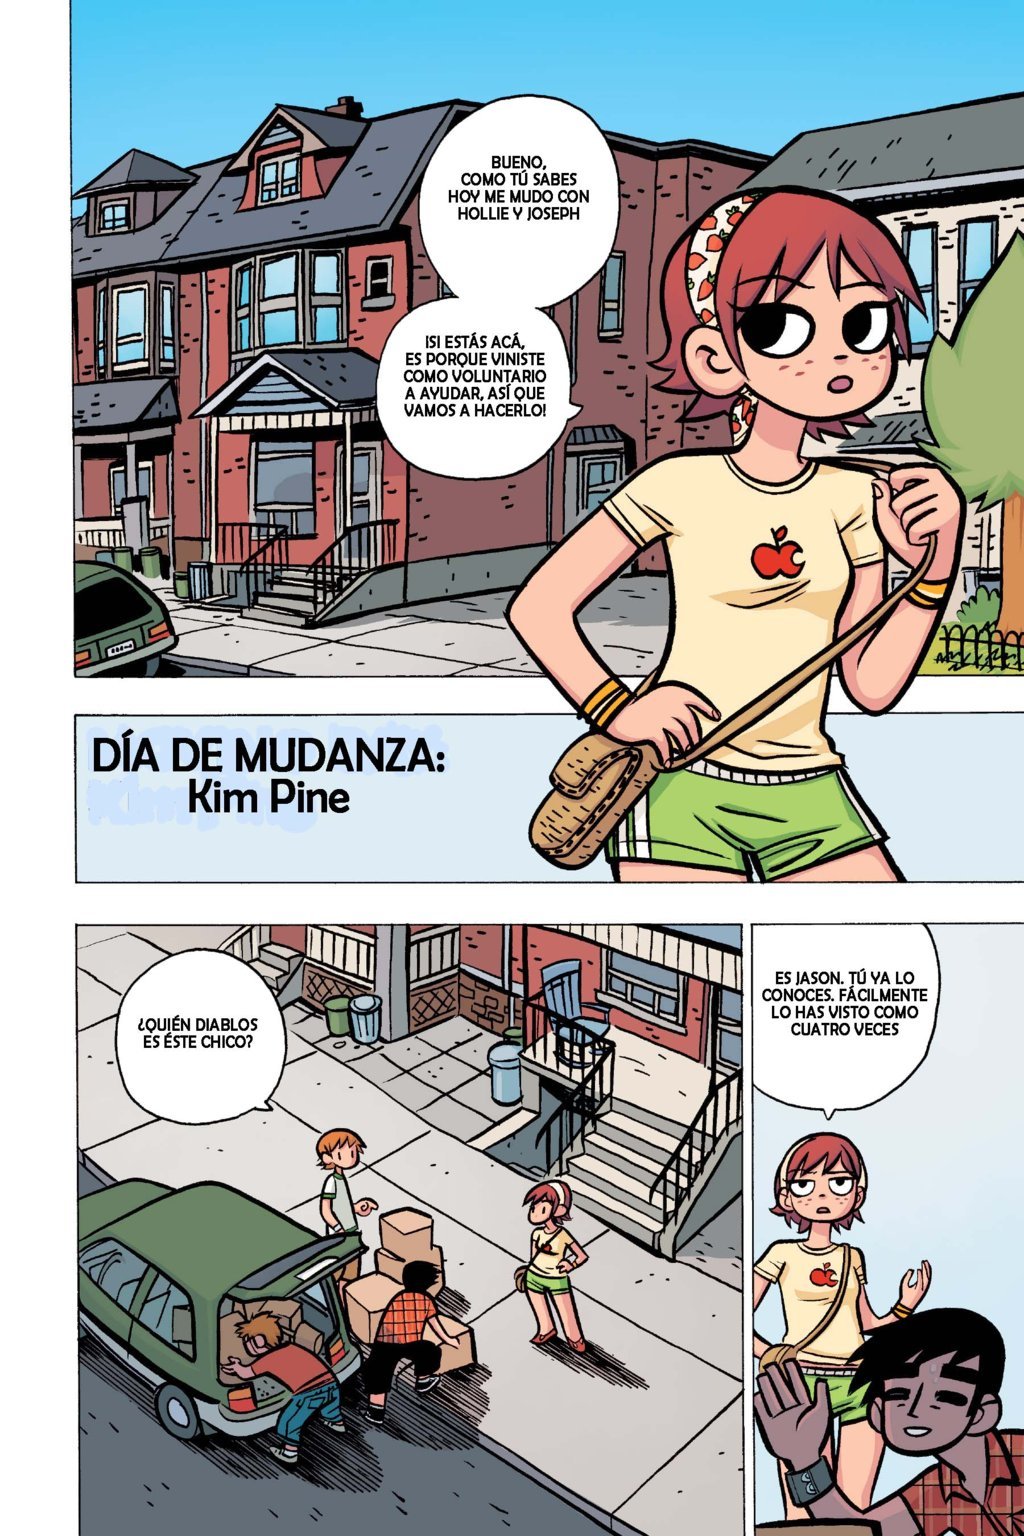 BUENO,
COMO TÚ SABES
HOY ME MUDO CON
HOLLIE Y JOSEPH
¡SI ESTÁS ACÁ,
ES PORQUE VINISTE
COMO VOLUNTARIO
A AYUDAR, ASÍ QUE
VAMOS A HACERLO!
DÍA DE MUDANZA:
Kim Pine
¿QUIÉN DIABLOS
ES ÉSTE CHICO?
ES JASON. TÚ YA LO
CONOCES. FÁCILMENTE
LO HAS VISTO COMO
CUATRO VECES